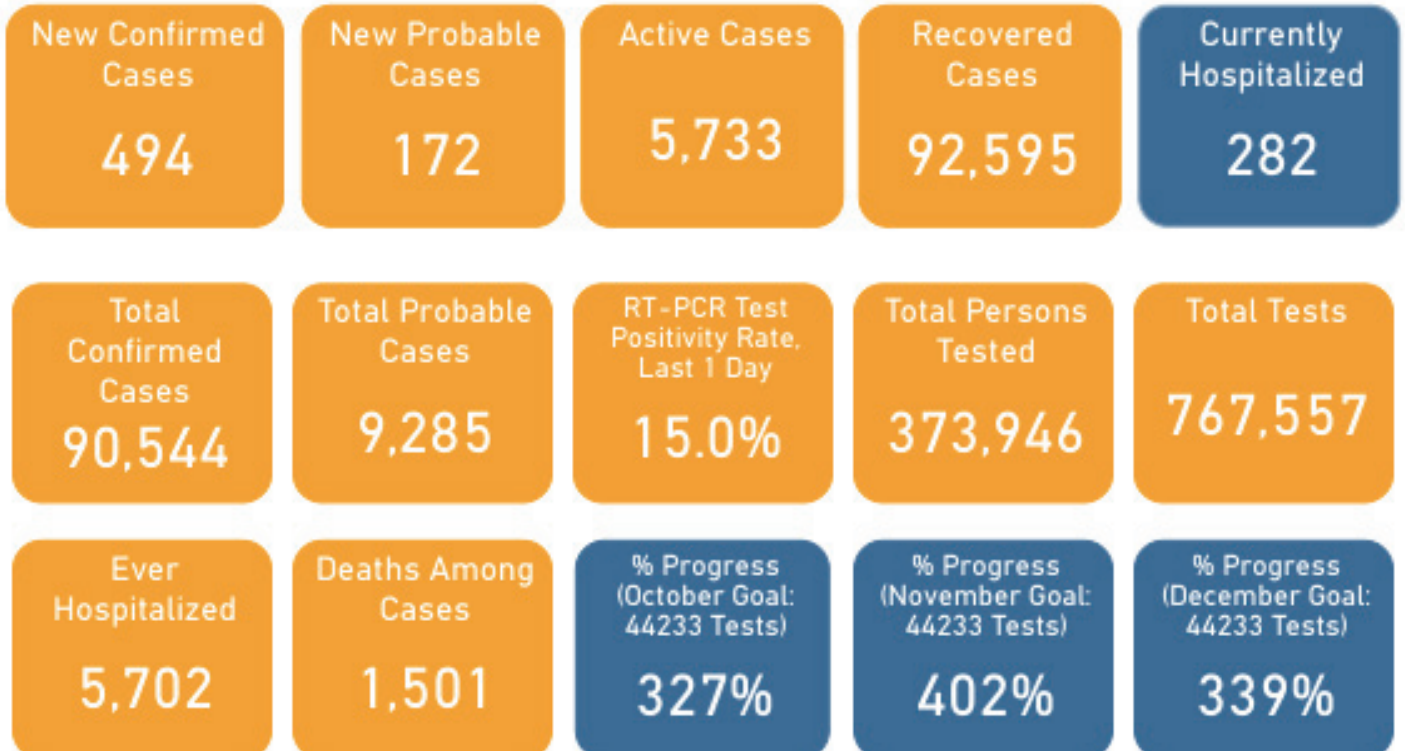 New Confirmed
Cases
494
New Probable
Cases
172
Active Cases
5,733
Recovered
Cases
92,595
Currently
Hospitalized
282
Total
Confirmed
Cases
90,544
Total Probable
Cases
9,285
RT-PCR Test
Positivity Rate,
Last 1 Day
15.0%
Total Persons
Tested
373,946
Total Tests
767,557
Ever
Hospitalized
5,702
Deaths Among
Cases
1,501
% Progress
(October Goal:
44233 Tests)
327%
% Progress
(November Goal:
44233 Tests)
402%
% Progress
(December Goal:
44233 Tests)
339%